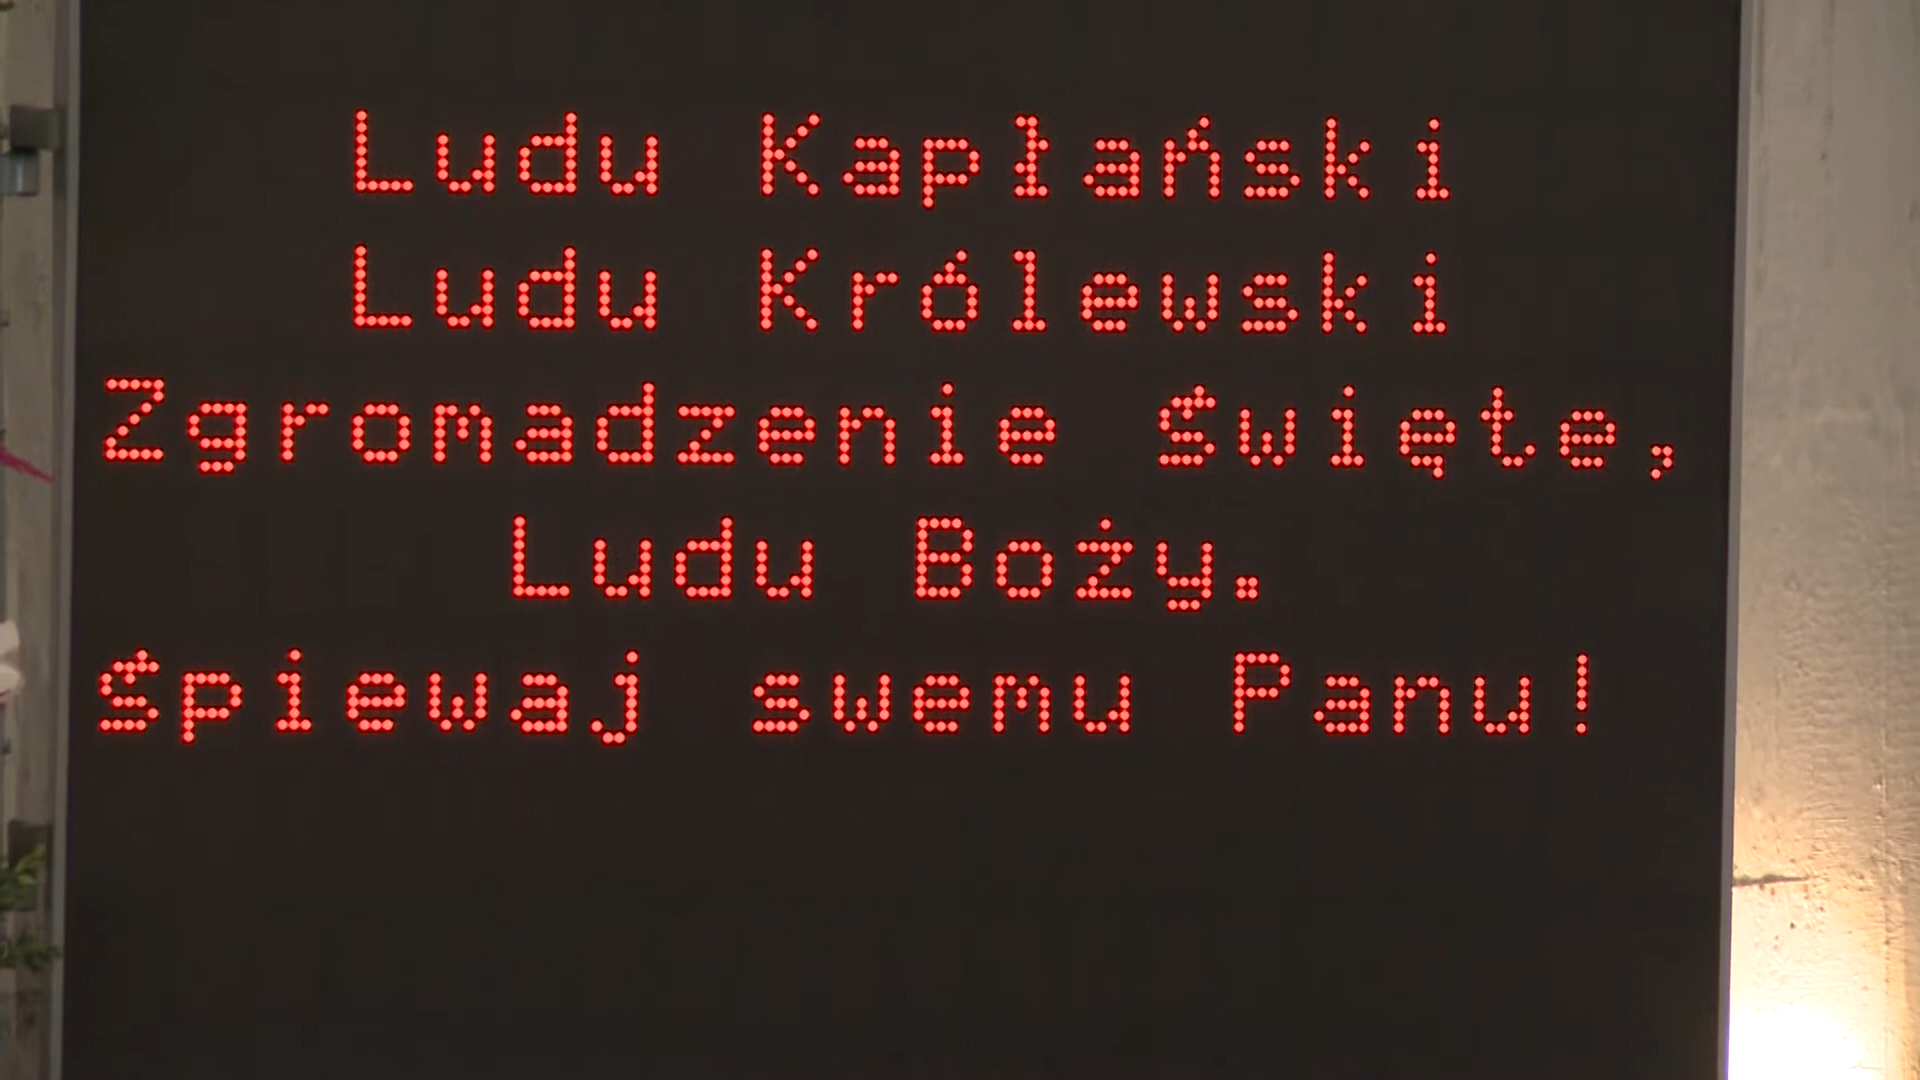 Ludu Kapłański
Ludu Królewski
Zgromadzenie Święte,
Ludu Boży.
Śpiewaj swemu Panu!